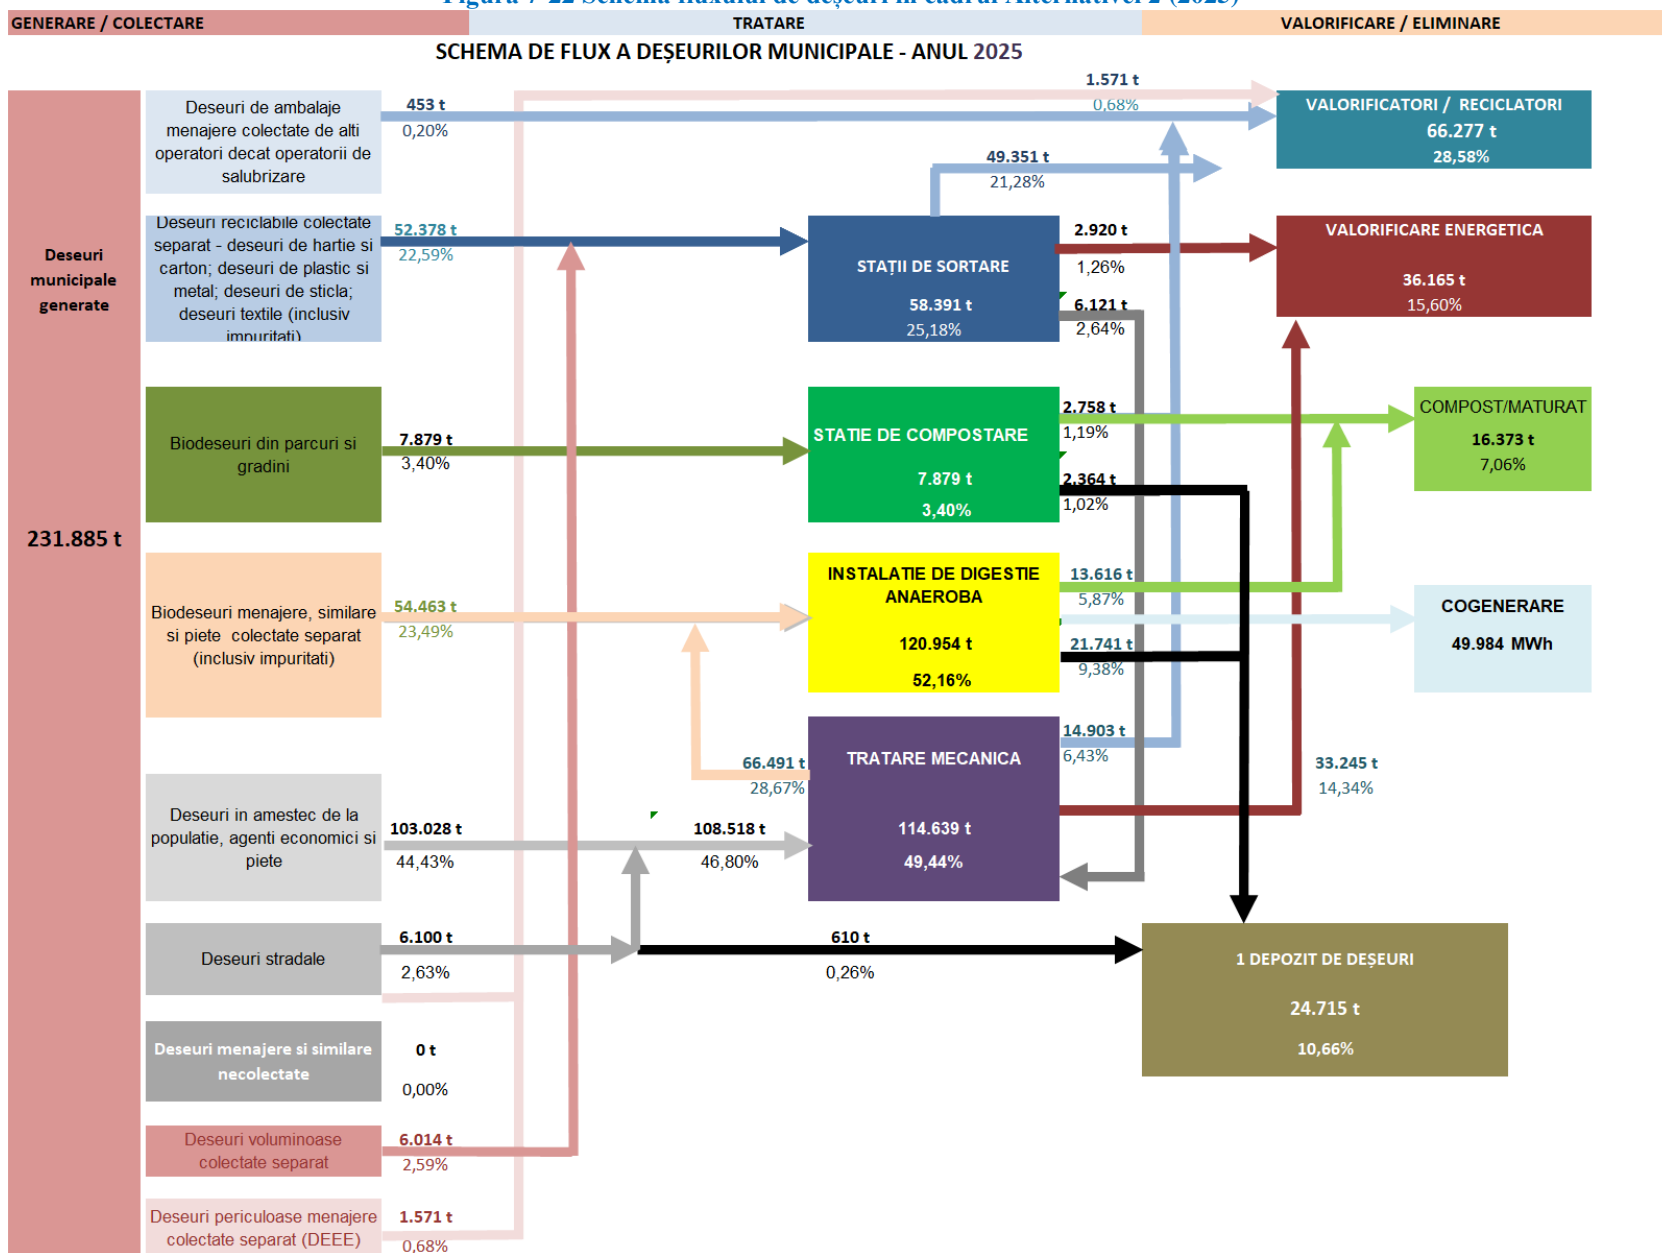 Figura 7-22 Schema fluxului de deșeuri în cadrul Alternativei 2 (2025)
GENERARE / COLECTARE
TRATARE
VALORIFICARE / ELIMINARE
SCHEMA DE FLUX A DEȘEURILOR MUNICIPALE - ANUL 2025
Deseuri
municipale
generate
231.885 t
Deseuri de ambalaje
menajere colectate de alti
operatori decat operatorii de
salubrizare
453 t
0,20%
1.571 t
0,68%
VALORIFICATORI / RECICLATORI
66.277 t
28,58%
49.351 t
21,28%
Deseuri reciclabile colectate
separat - deseuri de hartie si
carton; deseuri de plastic si
metal; deseuri de sticla;
deseuri textile (inclusiv
impuritati)
52.378 t
22,59%
STAȚII DE SORTARE
58.391 t
25,18%
2.920 t
1,26%
6.121 t
2,64%
VALORIFICARE ENERGETICA
36.165 t
15,60%
Biodeseuri din parcuri si
gradini
7.879 t
3,40%
STATIE DE COMPOSTARE
7.879 t
3,40%
2.758 t
1,19%
2.364 t
1,02%
COMPOST/MATURAT
16.373 t
7,06%
Biodeseuri menajere, similare
si piete colectate separat
(inclusiv impuritati)
54.463 t
23,49%
INSTALATIE DE DIGESTIE
ANAEROBA
120.954 t
52,16%
13.616 t
5,87%
21.741 t
9,38%
COGENERARE
49.984 MWh
66.491 t
28,67%
TRATARE MECANICA
114.639 t
49,44%
14.903 t
6,43%
33.245 t
14,34%
Deseuri in amestec de la
populatie, agenti economici si
piete
103.028 t
44,43%
108.518 t
46,80%
Deseuri stradale
6.100 t
2,63%
610 t
0,26%
1 DEPOZIT DE DEȘEURI
24.715 t
10,66%
Deseuri menajere si similare
necolectate
0 t
0,00%
Deseuri voluminoase
colectate separat
6.014 t
2,59%
Deseuri periculoase menajere
colectate separat (DEEE)
1.571 t
0,68%